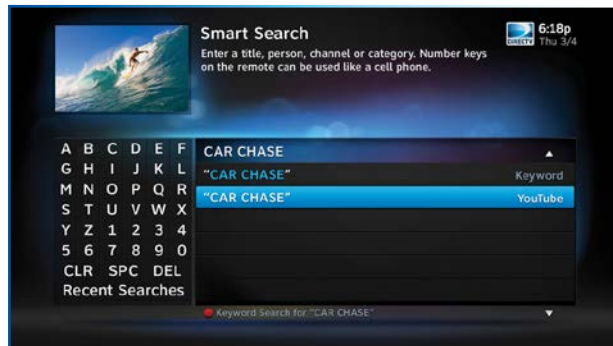 Smart Search
Enter a title, person, channel or category. Number keys
on the remote can be used like a cell phone.
DIRECTV
6:18p
Thu 3/4
A B C D E F
G H I J K L
M N O P Q R
S T U V W X
Y Z 1 2 3 4
5 6 7 8 9 0
CLR SPC DEL
Recent Searches
CAR CHASE
"CAR CHASE" Keyword
"CAR CHASE" YouTube
Keyword Search for "CAR CHASE"